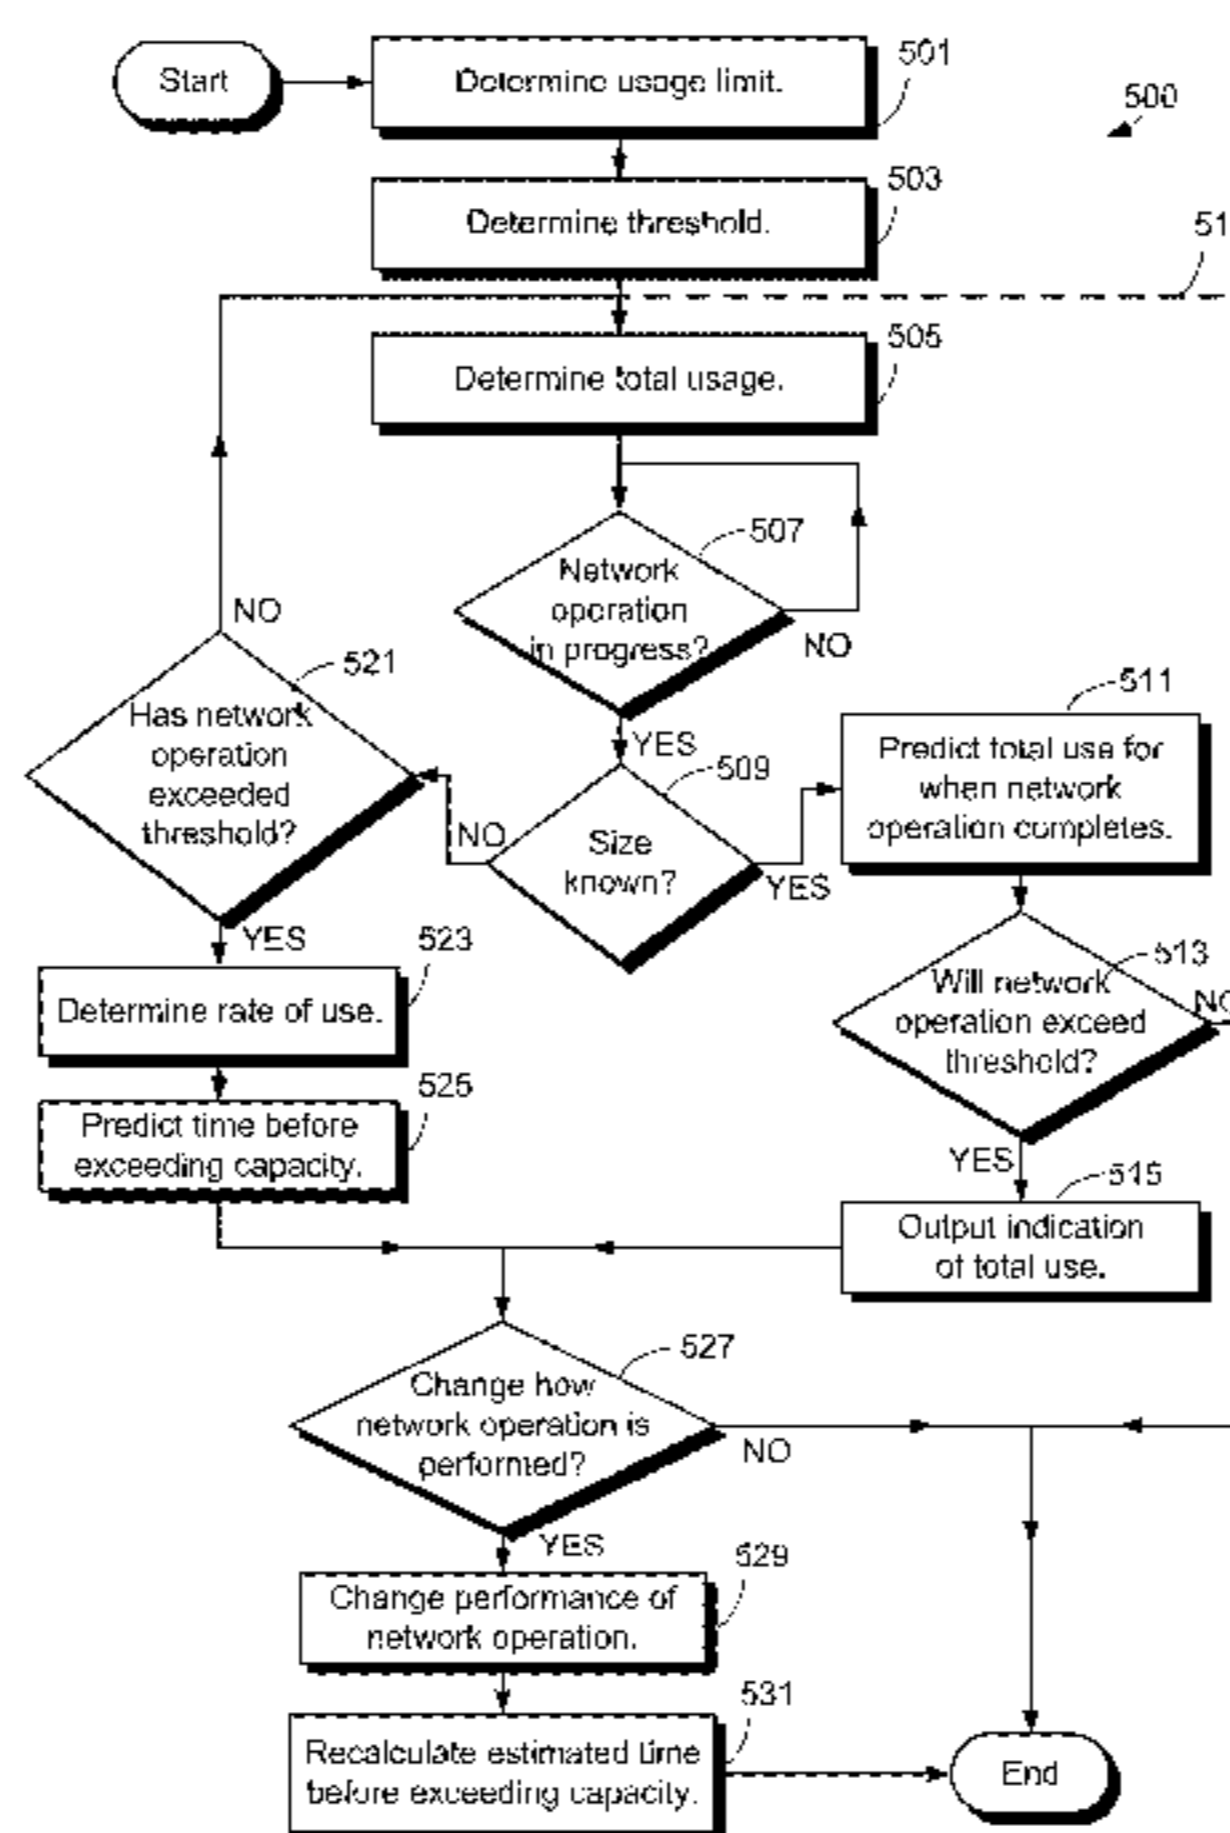 Start
Determine usage limit.
501
500
Determine threshold.
503
51
Determine total usage.
505
Network
operation
in progress?
507
NO
YES
Has network
operation
exceeded
threshold?
521
NO
YES
Size
known?
509
NO
YES
Predict total use for
when network
operation completes.
511
Will network
operation exceed
threshold?
513
NO
YES
Determine rate of use.
523
Predict time before
exceeding capacity.
525
Output indication
of total use.
515
Change how
network operation is
performed?
527
NO
YES
Change performance of
network operation.
529
Recalculate estimated time
before exceeding capacity.
531
End